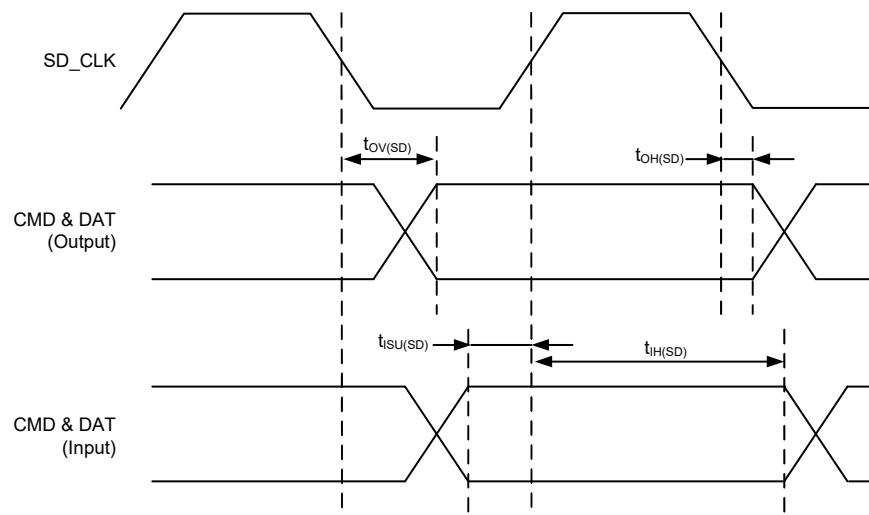 SD_CLK
tOV(SD)
tOH(SD)
CMD & DAT
(Output)
tISU(SD)
tIH(SD)
CMD & DAT
(Input)